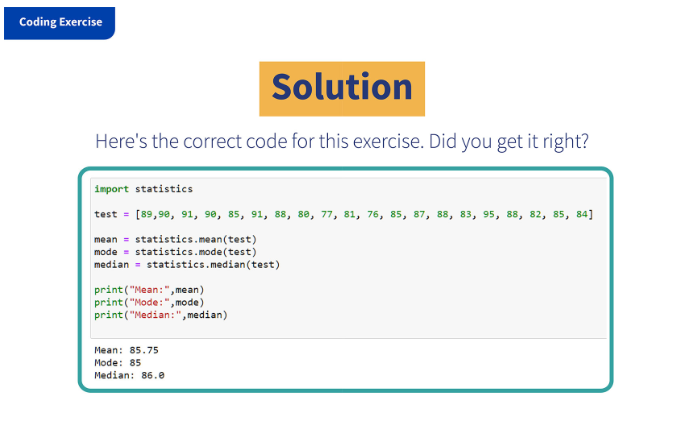 Coding Exercise
Solution
Here's the correct code for this exercise. Did you get it right?
import statistics
test = [89,90, 91, 90, 85, 91, 88, 80, 77, 81, 76, 85, 87, 88, 83, 95, 88, 82, 85, 84]
mean = statistics.mean(test)
mode = statistics.mode(test)
median = statistics.median(test)
print("Mean:",mean)
print("Mode:",mode)
print("Median:",median)
Mean: 85.75
Mode: 85
Median: 86.0